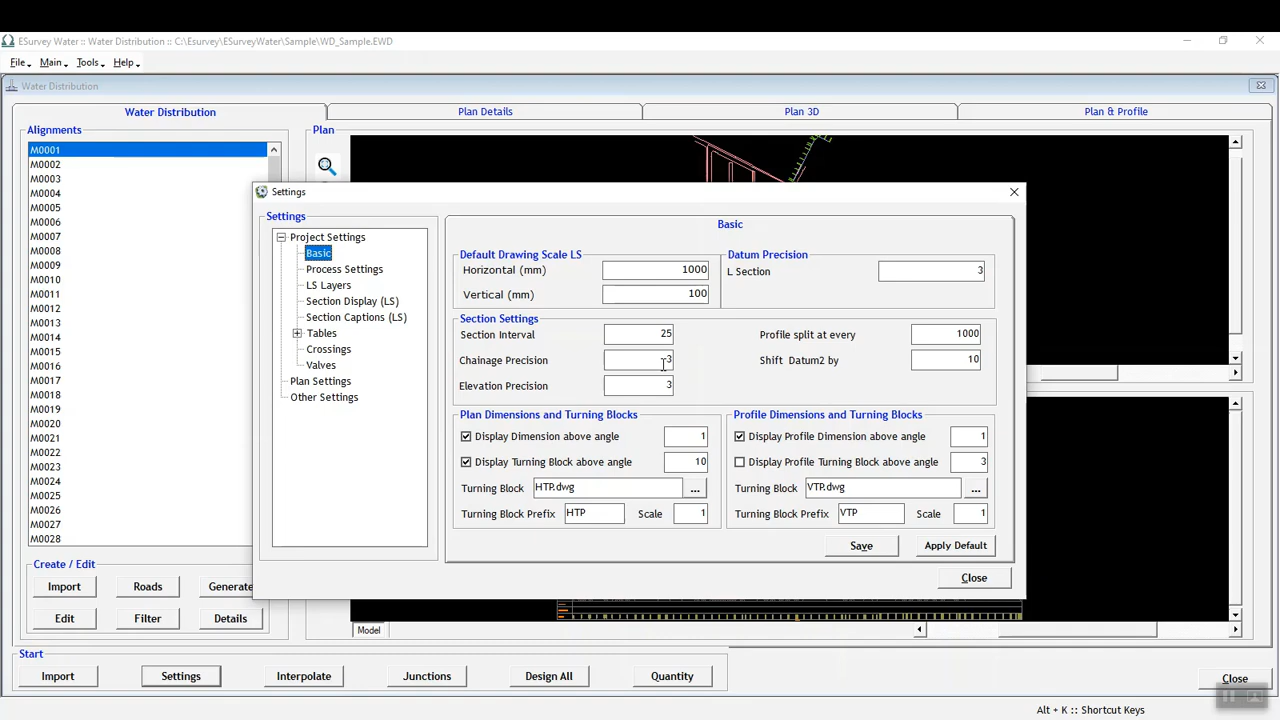 ESurvey Water :: Water Distribution :: C:\Esurvey\ESurveyWater\Sample\WD_Sample.EWD
File Main Tools Help
Water Distribution
Water Distribution Plan Details Plan 3D Plan & Profile
Alignments
M0001
M0002
M0003
M0004
M0005
M0006
M0007
M0008
M0009
M0010
M0011
M0012
M0013
M0014
M0015
M0016
M0017
M0018
M0019
M0020
M0021
M0022
M0023
M0024
M0025
M0026
M0027
M0028
Plan
Settings
Settings
Project Settings
Basic
Process Settings
LS Layers
Section Display (LS)
Section Captions (LS)
Tables
Crossings
Valves
Plan Settings
Other Settings
Basic
Default Drawing Scale LS
Horizontal (mm) 1000
Vertical (mm) 100
Datum Precision
L Section 3
Section Settings
Section Interval 25 Profile split at every 1000
Chainage Precision 3 Shift Datum2 by 10
Elevation Precision 3
Plan Dimensions and Turning Blocks
Display Dimension above angle 1
Display Turning Block above angle 10
Turning Block HTP.dwg ...
Turning Block Prefix HTP Scale 1
Profile Dimensions and Turning Blocks
Display Profile Dimension above angle 1
Display Profile Turning Block above angle 3
Turning Block VTP.dwg ...
Turning Block Prefix VTP Scale 1
Save Apply Default
Close
Create / Edit
Import Roads Generate
Edit Filter Details
Model
Start
Import Settings Interpolate Junctions Design All Quantity
Close
Alt + K :: Shortcut Keys